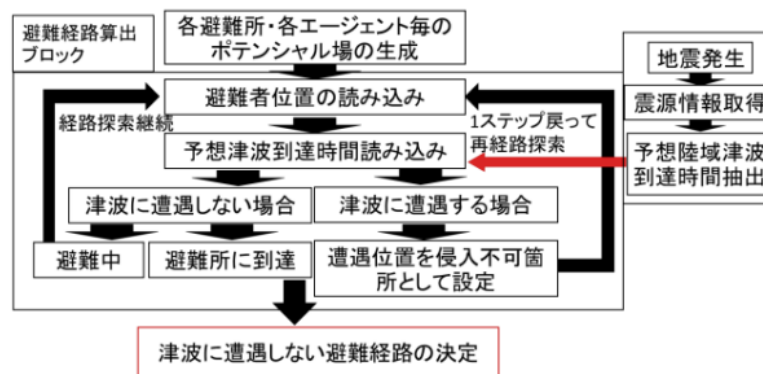 避難経路算出
ブロック
各避難所・各エージェント毎の
ポテンシャル場の生成
地震発生
避難者位置の読み込み
震源情報取得
経路探索継続
1ステップ戻って
再経路探索
予想津波到達時間読み込み
予想陸域津波
到達時間抽出
津波に遭遇しない場合
津波に遭遇する場合
避難中
避難所に到達
遭遇位置を侵入不可箇
所として設定
津波に遭遇しない避難経路の決定